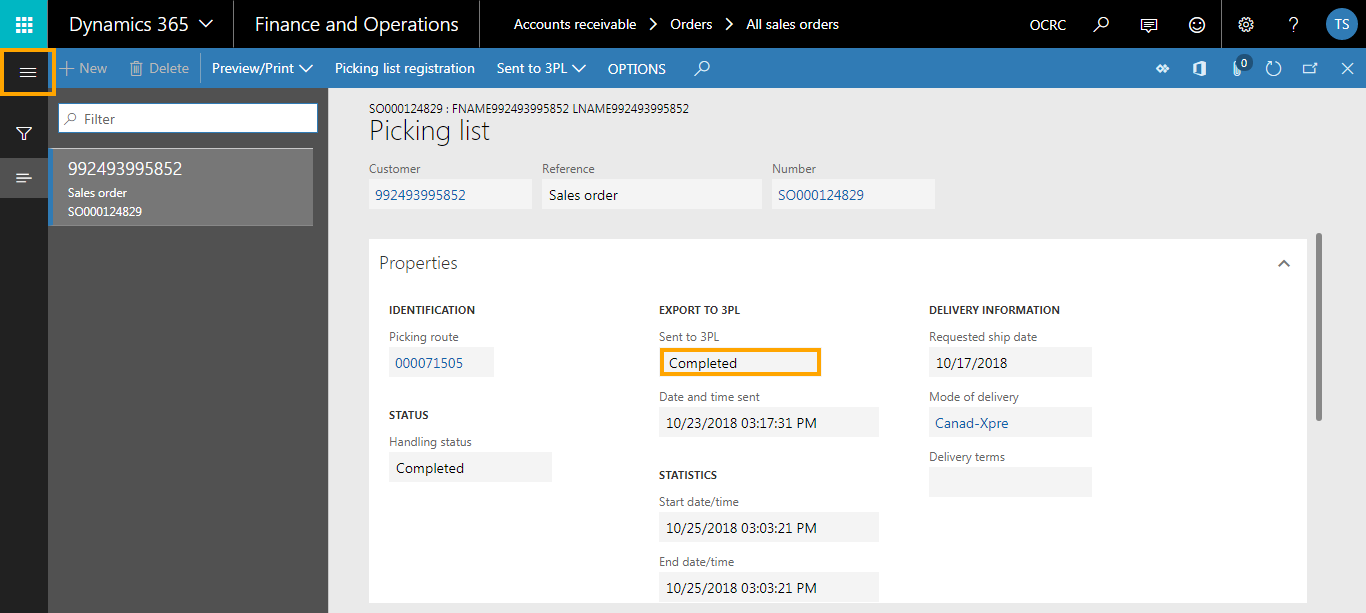 Dynamics 365 Finance and Operations Accounts receivable Orders All sales orders OCRC ? TS
New Delete Preview/Print Picking list registration Sent to 3PL OPTIONS 0
Filter
992493995852
Sales order
SO000124829
SO000124829 : FNAME992493995852 LNAME992493995852
Picking list
Customer Reference Number
992493995852 Sales order SO000124829
Properties
IDENTIFICATION
Picking route
000071505
STATUS
Handling status
Completed
EXPORT TO 3PL
Sent to 3PL
Completed
Date and time sent
10/23/2018 03:17:31 PM
STATISTICS
Start date/time
10/25/2018 03:03:21 PM
End date/time
10/25/2018 03:03:21 PM
DELIVERY INFORMATION
Requested ship date
10/17/2018
Mode of delivery
Canad-Xpre
Delivery terms